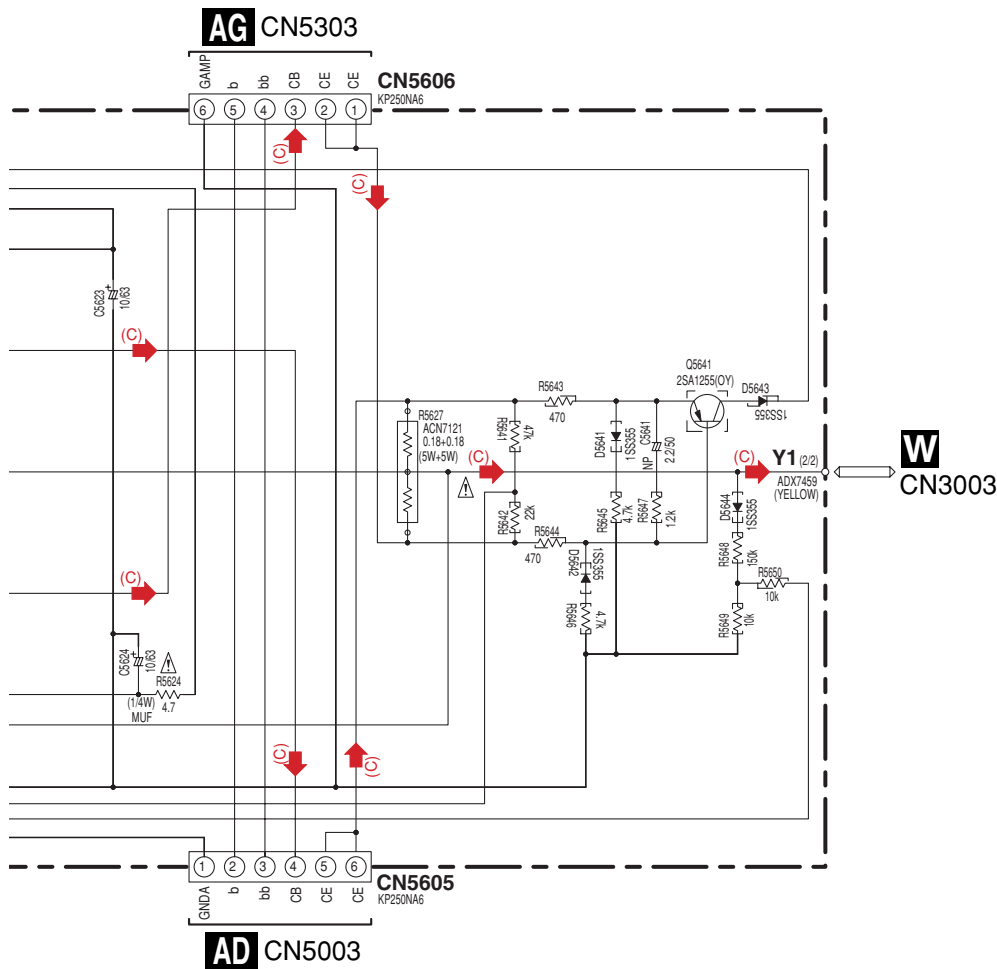 AG CN5303
GAMP b bb CB CE CE
CN5606
KP250NA6
6 5 4 3 2 1
(C)
(C)
C5623
10/63
+
(C)
Q5641
2SA1255(OY)
D5643
1SS355
R5643
470
R5627
ACN7121
0.18+0.18
(5W+5W)
R5641
47k
D5641
1SS355
C5641
2.2/50
NP
(C)
(C)
Y1 (2/2)
ADX7459
(YELLOW)
W
CN3003
R5642
22k
R5645
4.7k
R5647
1.2k
D5644
1SS355
R5644
470
D5642
1SS355
R5648
150k
R5650
10k
(C)
R5646
4.7k
R5649
10k
C5624
10/63
+
R5624
4.7
(1/4W)
MUF
(C)
(C)
1 2 3 4 5 6
CN5605
KP250NA6
GNDA b bb CB CE CE
AD CN5003